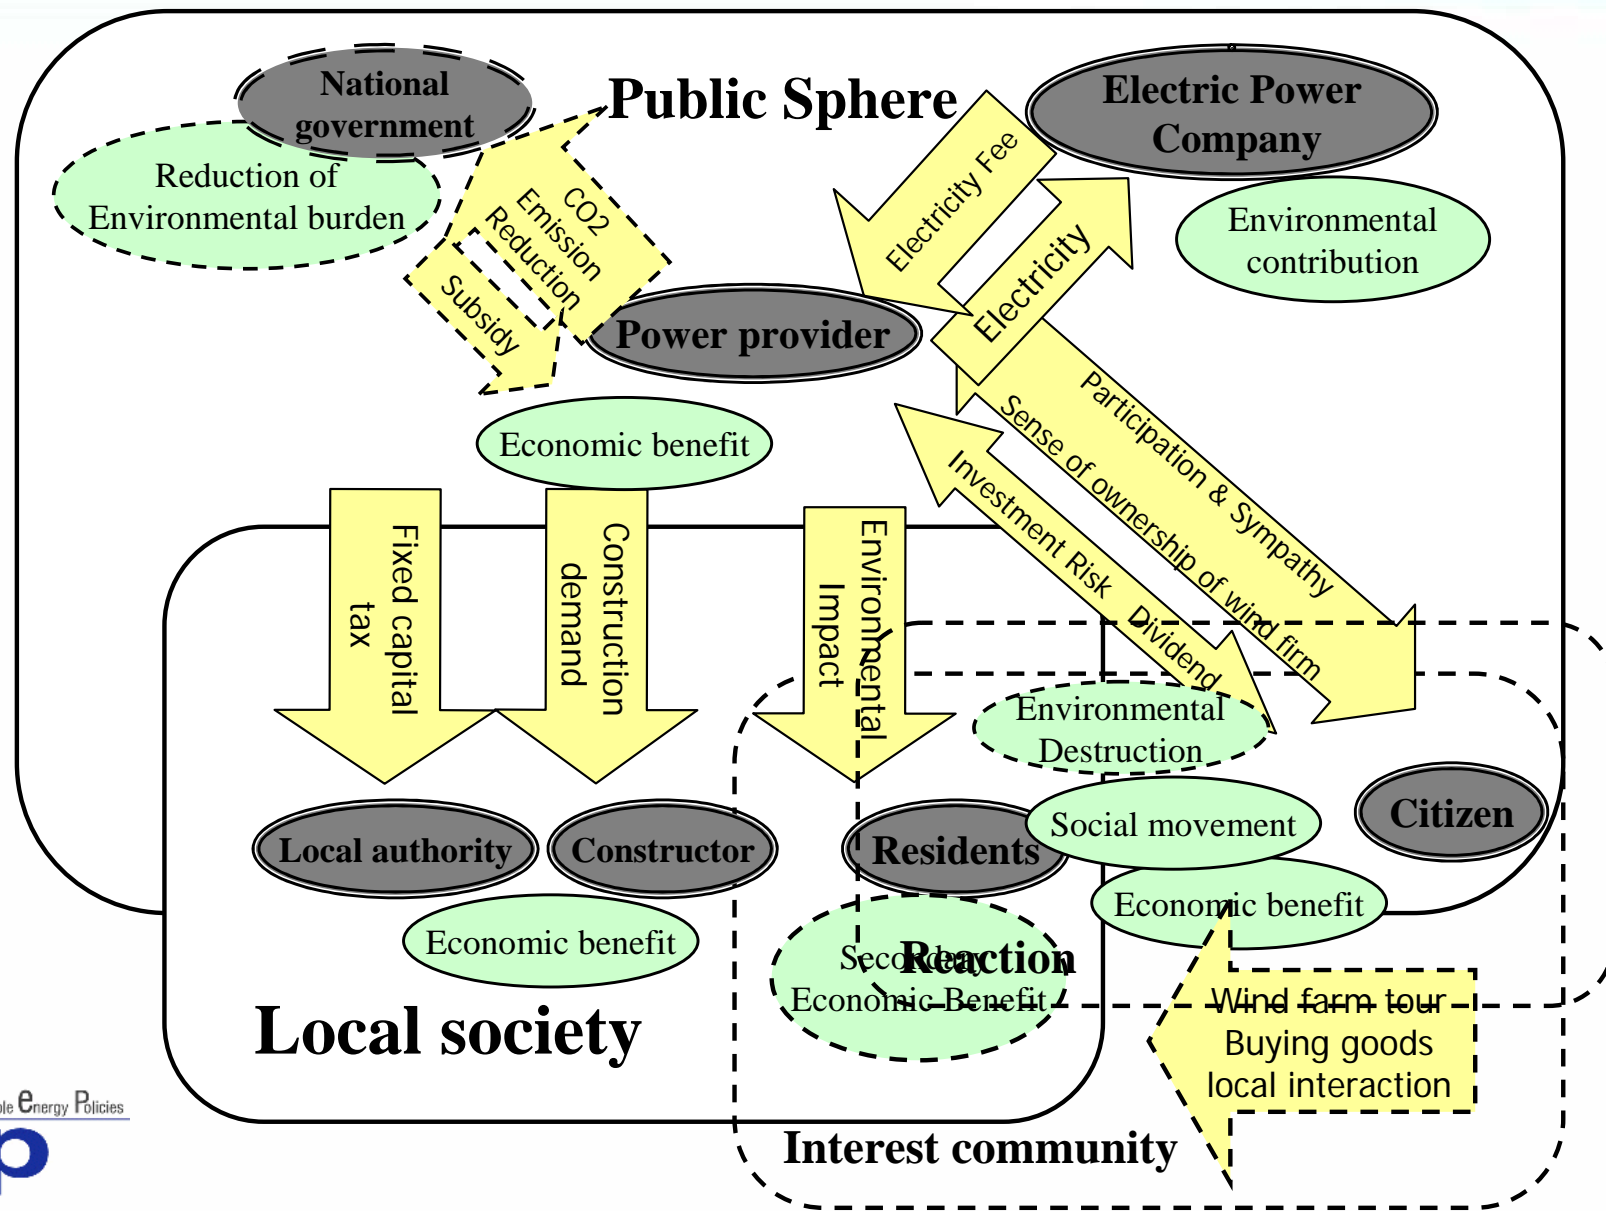 National
government
Public Sphere
Electric Power
Company
Reduction of
Environmental burden
CO2
Emission
Reduction
Subsidy
Electricity Fee
Electricity
Environmental
contribution
Power provider
Economic benefit
Participation & Sympathy
Sense of ownership of wind firm
Investment Risk Dividend
Fixed capital
tax
Construction
demand
Environmental
Impact
Environmental
Destruction
Local authority
Constructor
Residents
Social movement
Citizen
Economic benefit
Economic benefit
Secondary
Economic Benefit
Reaction
Local society
Wind farm tour
Buying goods
local interaction
Interest community
energy Policies
p